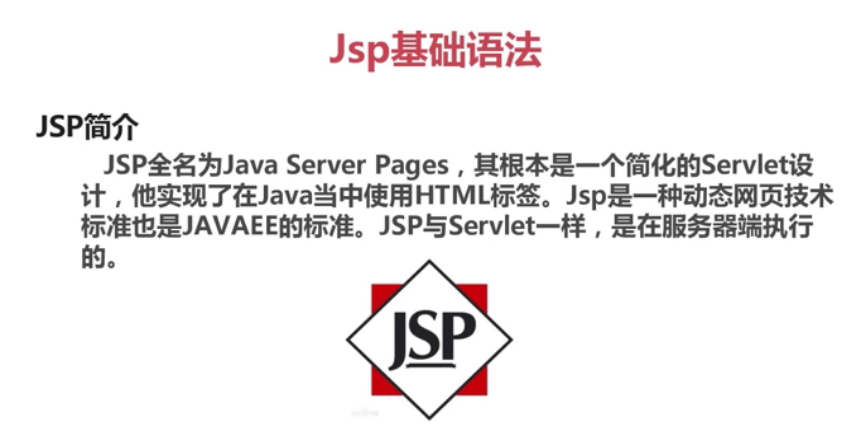 Jsp基础语法
JSP简介
JSP全名为Java Server Pages，其根本是一个简化的Servlet设
计，他实现了在Java当中使用HTML标签。Jsp是一种动态网页技术
标准也是JAVAEE的标准。JSP与Servlet一样，是在服务器端执行
的。
JSP